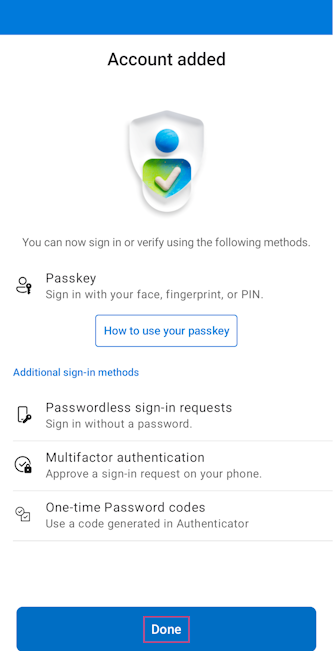 Account added
You can now sign in or verify using the following methods.
Passkey
Sign in with your face, fingerprint, or PIN.
How to use your passkey
Additional sign-in methods
Passwordless sign-in requests
Sign in without a password.
Multifactor authentication
Approve a sign-in request on your phone.
One-time Password codes
Use a code generated in Authenticator
Done